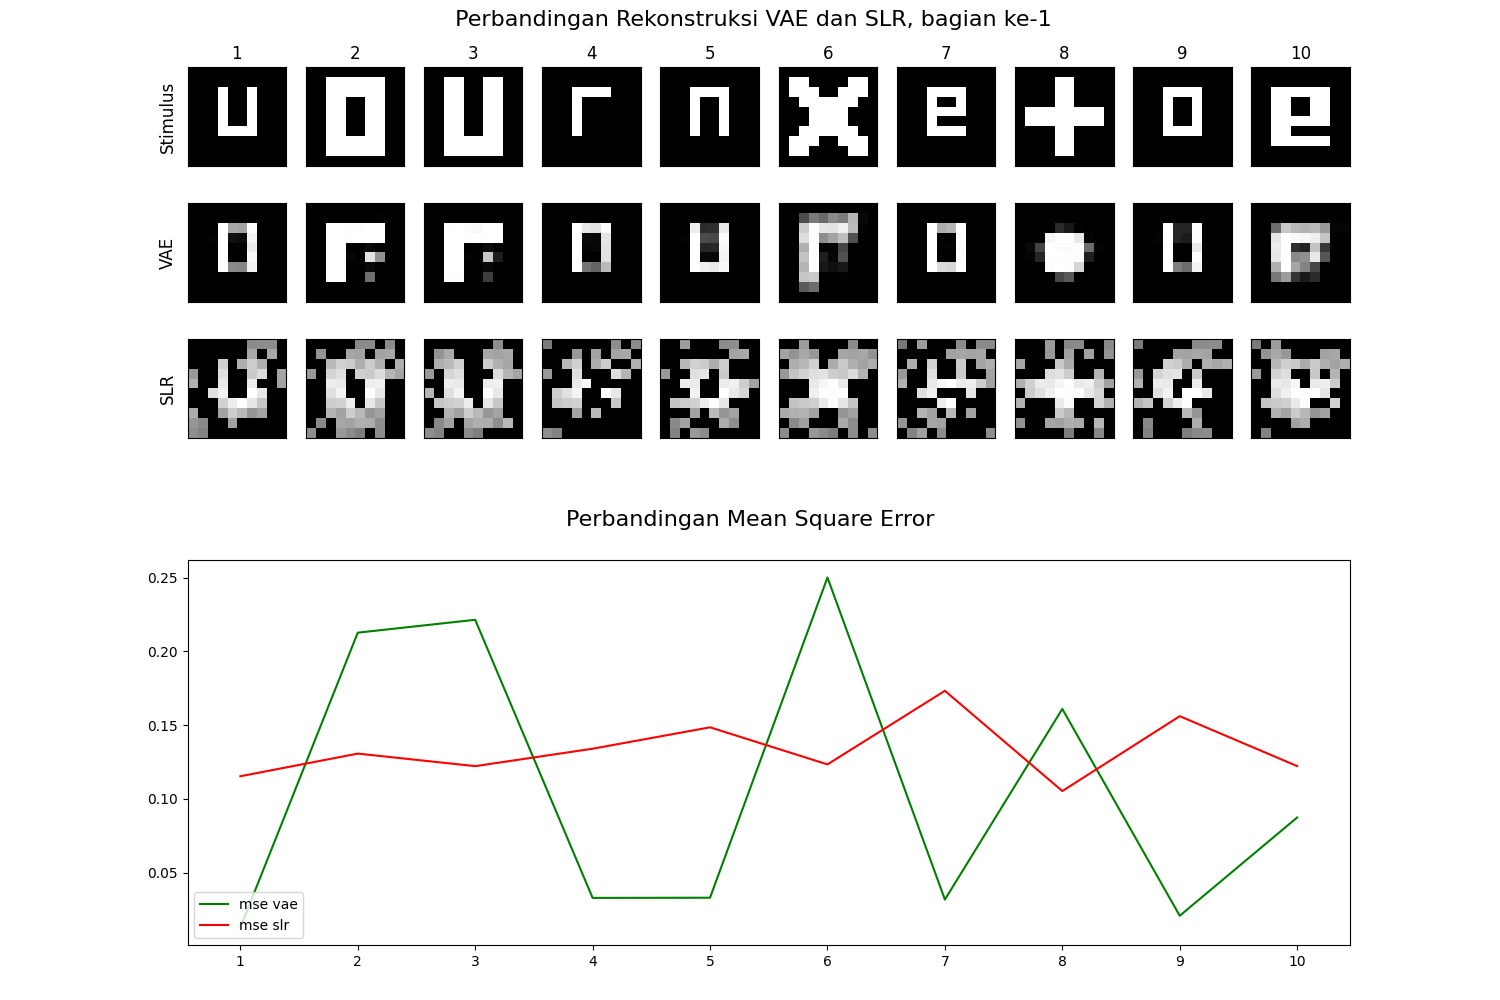 Perbandingan Rekonstruksi VAE dan SLR, bagian ke-1
1 2 3 4 5 6 7 8 9 10
Stimulus
u O U r n X e + o e
VAE
SLR
Perbandingan Mean Square Error
0.25
0.20
0.15
0.10
0.05
mse vae
mse slr
1 2 3 4 5 6 7 8 9 10